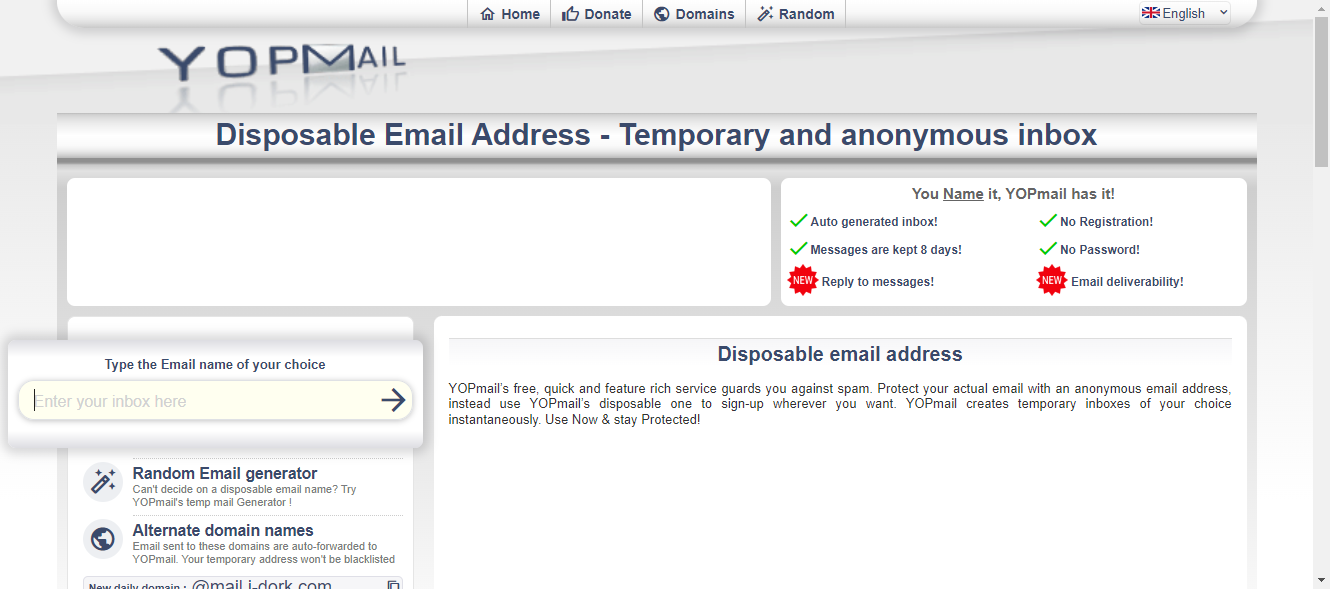 Home
Donate
Domains
Random
English
YOPMAIL
Disposable Email Address - Temporary and anonymous inbox
You Name it, YOPmail has it!
Auto generated inbox!
No Registration!
Messages are kept 8 days!
No Password!
NEW Reply to messages!
NEW Email deliverability!
Type the Email name of your choice
Enter your inbox here
Random Email generator
Can't decide on a disposable email name? Try
YOPmail's temp mail Generator !
Alternate domain names
Email sent to these domains are auto-forwarded to
YOPmail. Your temporary address won't be blacklisted
New daily domain : @mail.i-dork.com
Disposable email address
YOPmail's free, quick and feature rich service guards you against spam. Protect your actual email with an anonymous email address,
instead use YOPmail's disposable one to sign-up wherever you want. YOPmail creates temporary inboxes of your choice
instantaneously. Use Now & stay Protected!